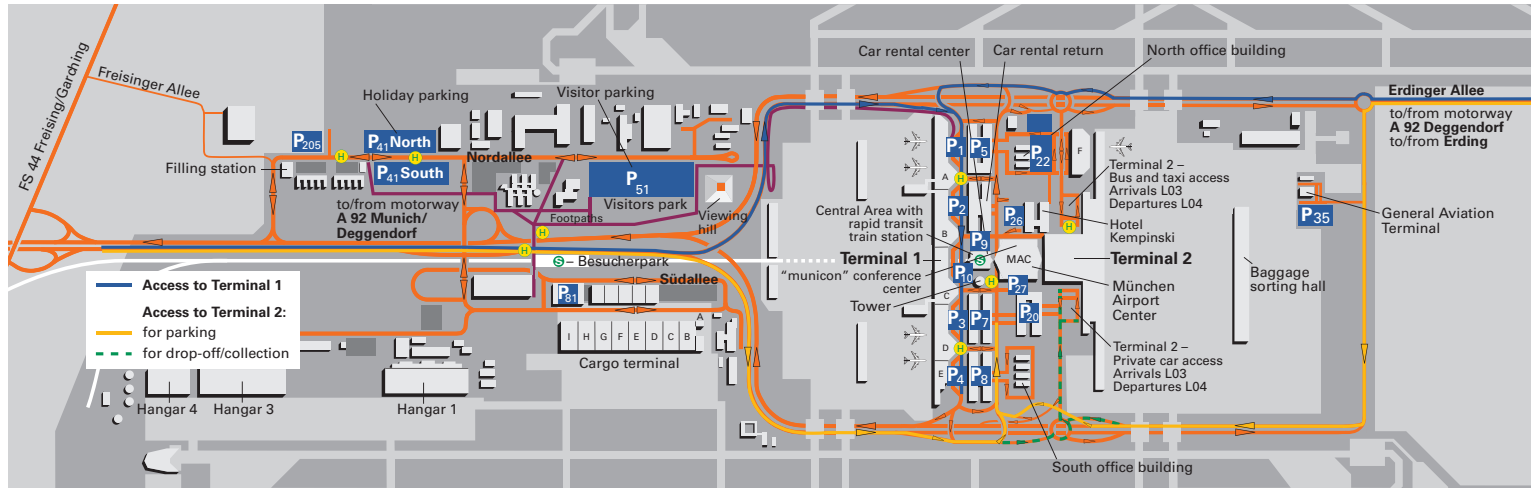 Car rental center
Car rental return
North office building
FS 44 Freising/Garching
Freisinger Allee
Holiday parking
Visitor parking
Erdinger Allee
to/from motorway
A 92 Deggendorf
to/from Erding
P205
P41 North
P41 South
Filling station
Nordallee
P51
Visitors park
Viewing
hill
Footpaths
to/from motorway
A 92 Munich/
Deggendorf
H
H
H
H
S – Besucherpark
Südallee
P81
I H G F E D C B
A
Cargo terminal
Hangar 4
Hangar 3
Hangar 1
Access to Terminal 1
Access to Terminal 2:
for parking
for drop-off/collection
P1
P5
P22
F
A
H
P2
P26
H
B
P9
S
MAC
P10
H
P27
C
P3
P7
P20
D
H
E
P4
P8
Central Area with
rapid transit
train station
Terminal 1
"municon" conference
center
Tower
Terminal 2 –
Bus and taxi access
Arrivals L03
Departures L04
Hotel
Kempinski
Terminal 2
München
Airport
Center
Terminal 2 –
Private car access
Arrivals L03
Departures L04
South office building
P35
General Aviation
Terminal
Baggage
sorting hall